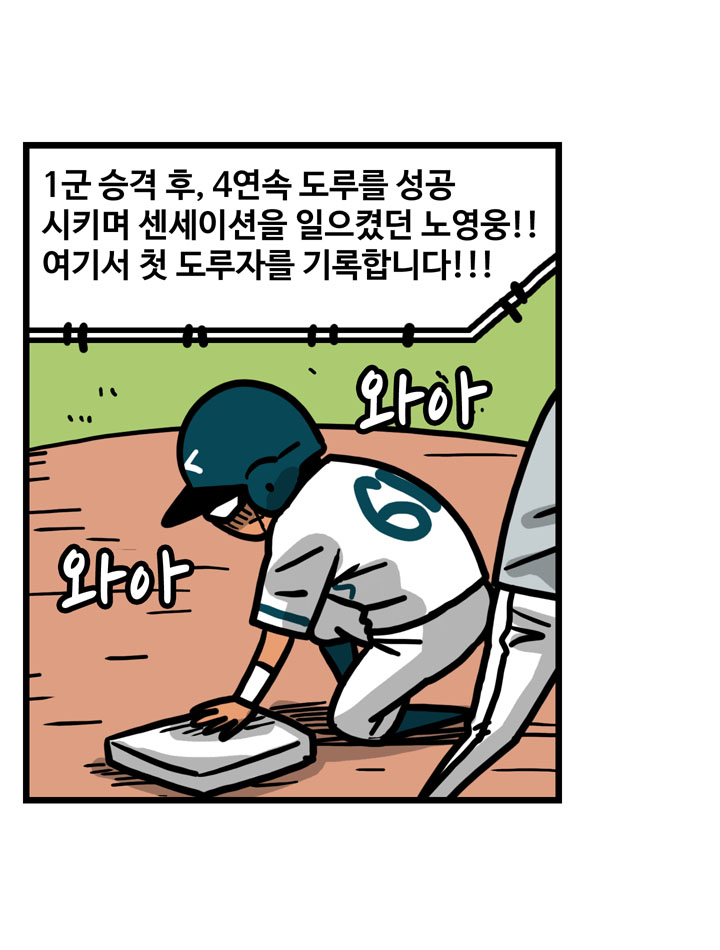 1군 승격 후, 4연속 도루를 성공
시키며 센세이션을 일으켰던 노영웅!!
여기서 첫 도루자를 기록합니다!!!
와아
61
와아